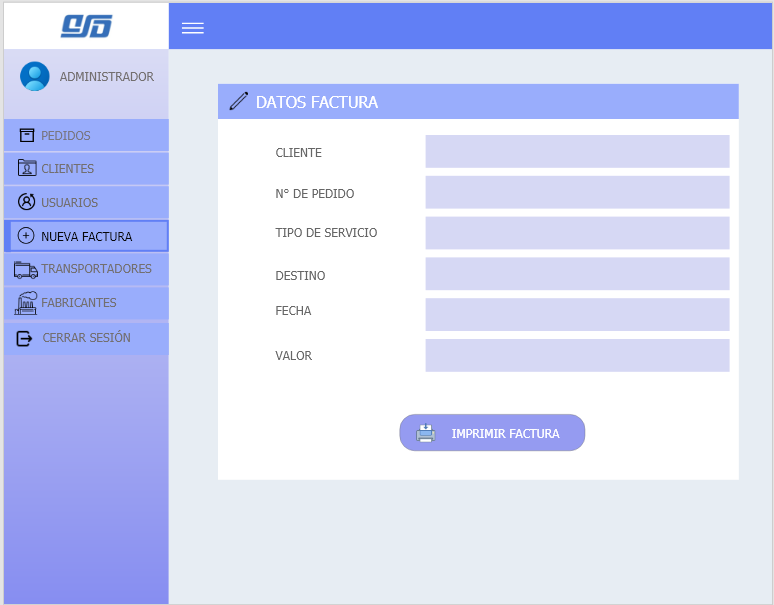 ADMINISTRADOR
PEDIDOS
CLIENTES
USUARIOS
NUEVA FACTURA
TRANSPORTADORES
FABRICANTES
CERRAR SESIÓN
DATOS FACTURA
CLIENTE
N° DE PEDIDO
TIPO DE SERVICIO
DESTINO
FECHA
VALOR
IMPRIMIR FACTURA